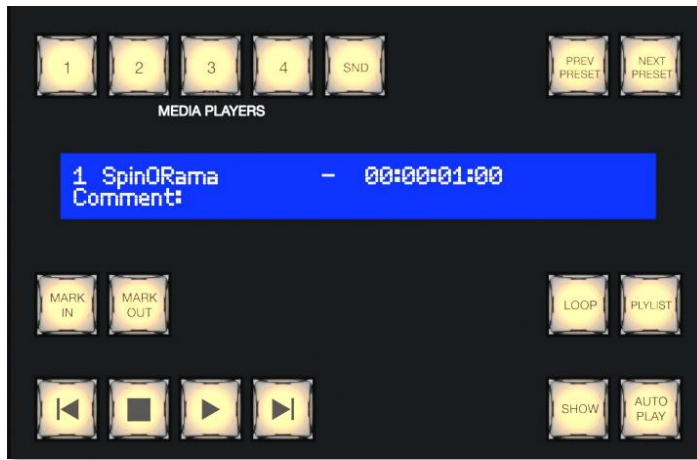 1 2 3 4 SND
PREV PRESET
NEXT PRESET
MEDIA PLAYERS
1 SpinORama - 00:00:01:00
Comment:
MARK IN
MARK OUT
LOOP
PLYLIST
SHOW
AUTO PLAY